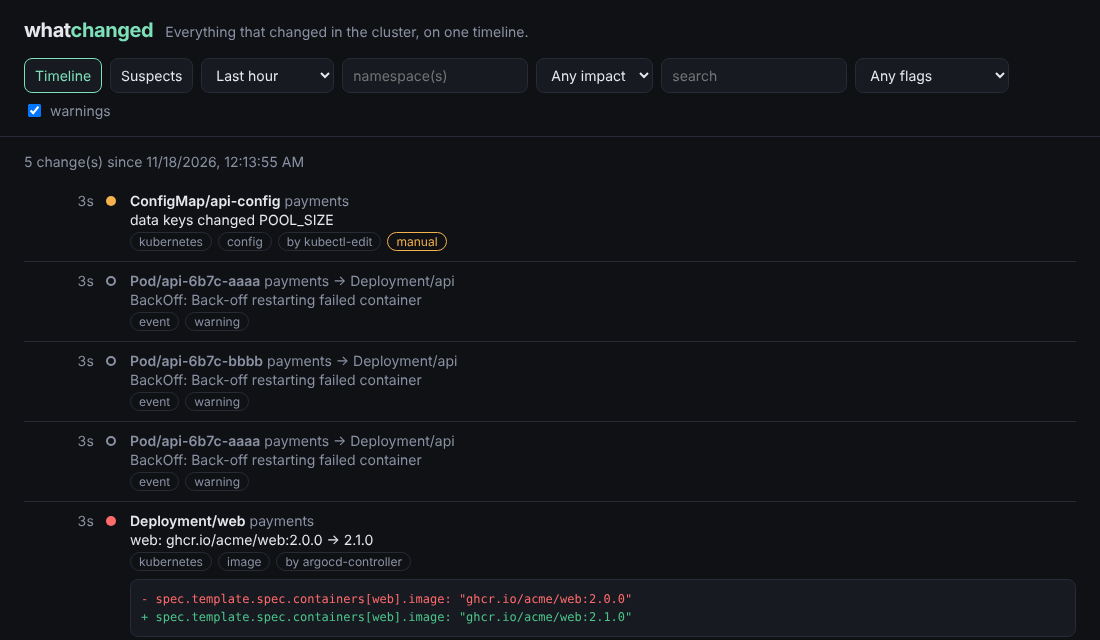 whatchanged Everything that changed in the cluster, on one timeline.
Timeline Suspects Last hour namespace(s) Any impact search Any flags
warnings
5 change(s) since 11/18/2026, 12:13:55 AM
3s ConfigMap/api-config payments
data keys changed POOL_SIZE
kubernetes config by kubectl-edit manual
3s Pod/api-6b7c-aaaa payments → Deployment/api
BackOff: Back-off restarting failed container
event warning
3s Pod/api-6b7c-bbbb payments → Deployment/api
BackOff: Back-off restarting failed container
event warning
3s Pod/api-6b7c-aaaa payments → Deployment/api
BackOff: Back-off restarting failed container
event warning
3s Deployment/web payments
web: ghcr.io/acme/web:2.0.0 → 2.1.0
kubernetes image by argocd-controller
- spec.template.spec.containers[web].image: "ghcr.io/acme/web:2.0.0"
+ spec.template.spec.containers[web].image: "ghcr.io/acme/web:2.1.0"